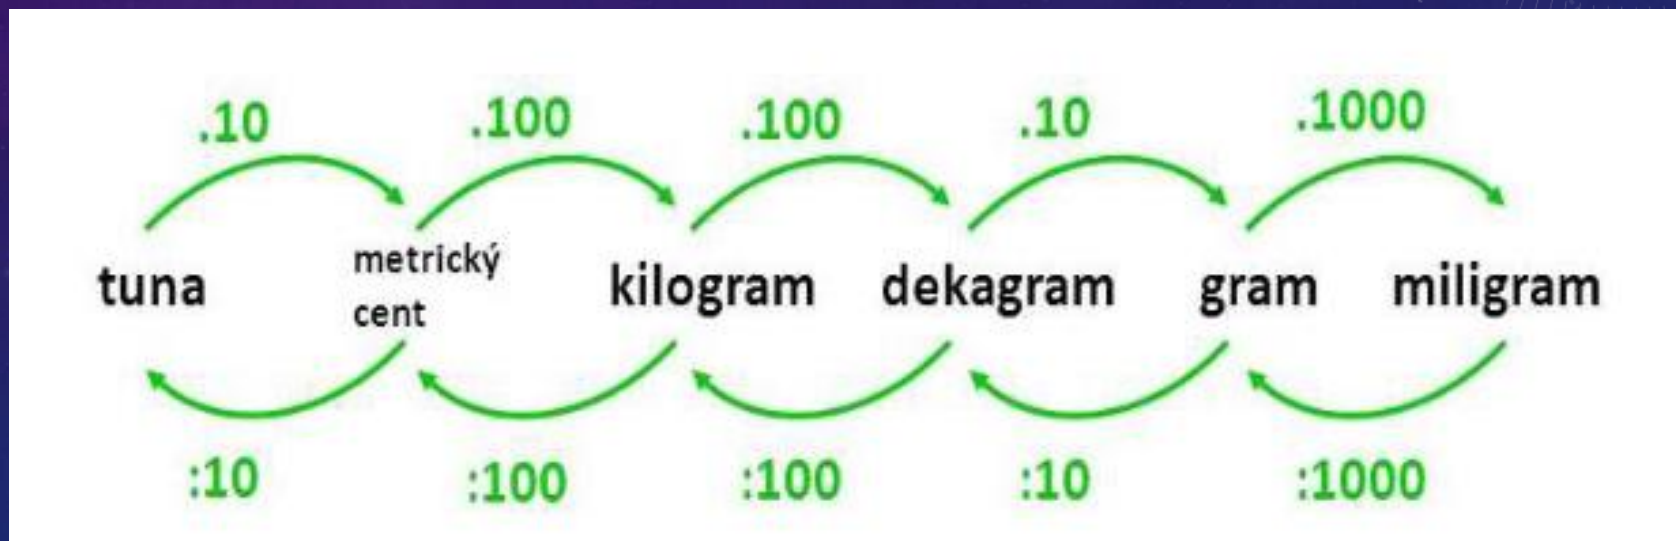 .10 .100 .100 .10 .1000
tuna metrický cent kilogram dekagram gram miligram
:10 :100 :100 :10 :1000